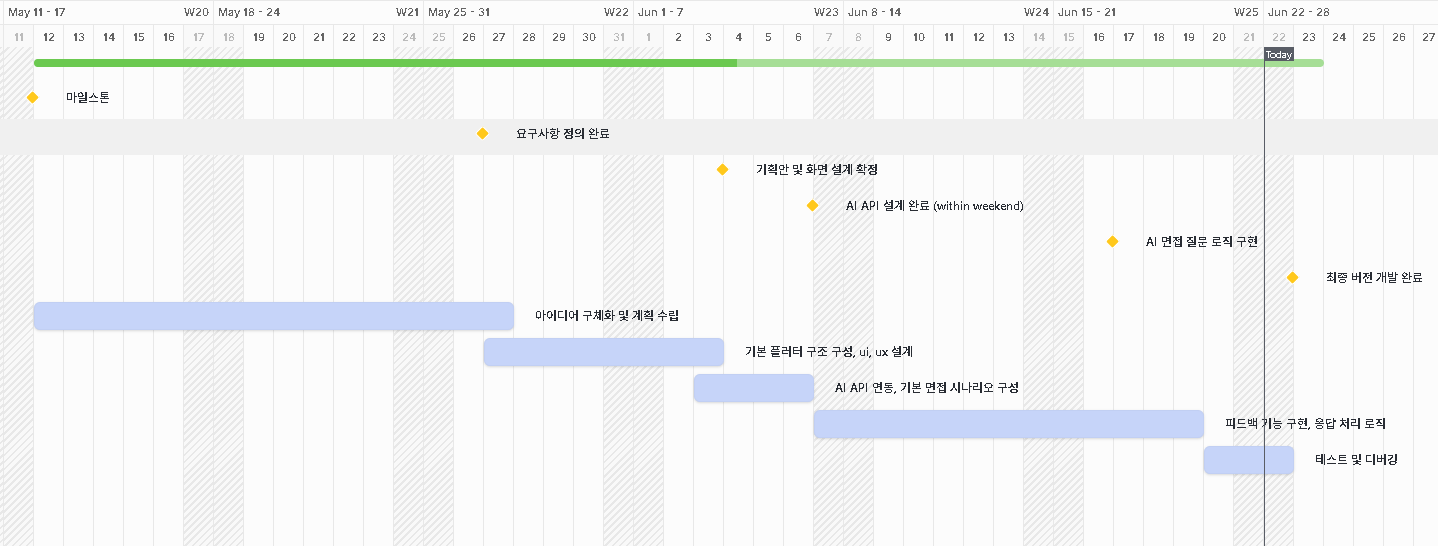 May 11 - 17 W20 May 18 - 24 W21 May 25 - 31 W22 Jun 1 - 7 W23 Jun 8 - 14 W24 Jun 15 - 21 W25 Jun 22 - 28
11 12 13 14 15 16 17 18 19 20 21 22 23 24 25 26 27 28 29 30 31 1 2 3 4 5 6 7 8 9 10 11 12 13 14 15 16 17 18 19 20 21 22 23 24 25 26 27
Today
마일스톤
요구사항 정의 완료
기획안 및 화면 설계 확정
AI API 설계 완료 (within weekend)
AI 면접 질문 로직 구현
최종 버전 개발 완료
아이디어 구체화 및 계획 수립
기본 플러터 구조 구성, ui, ux 설계
AI API 연동, 기본 면접 시나리오 구성
피드백 기능 구현, 응답 처리 로직
테스트 및 디버깅